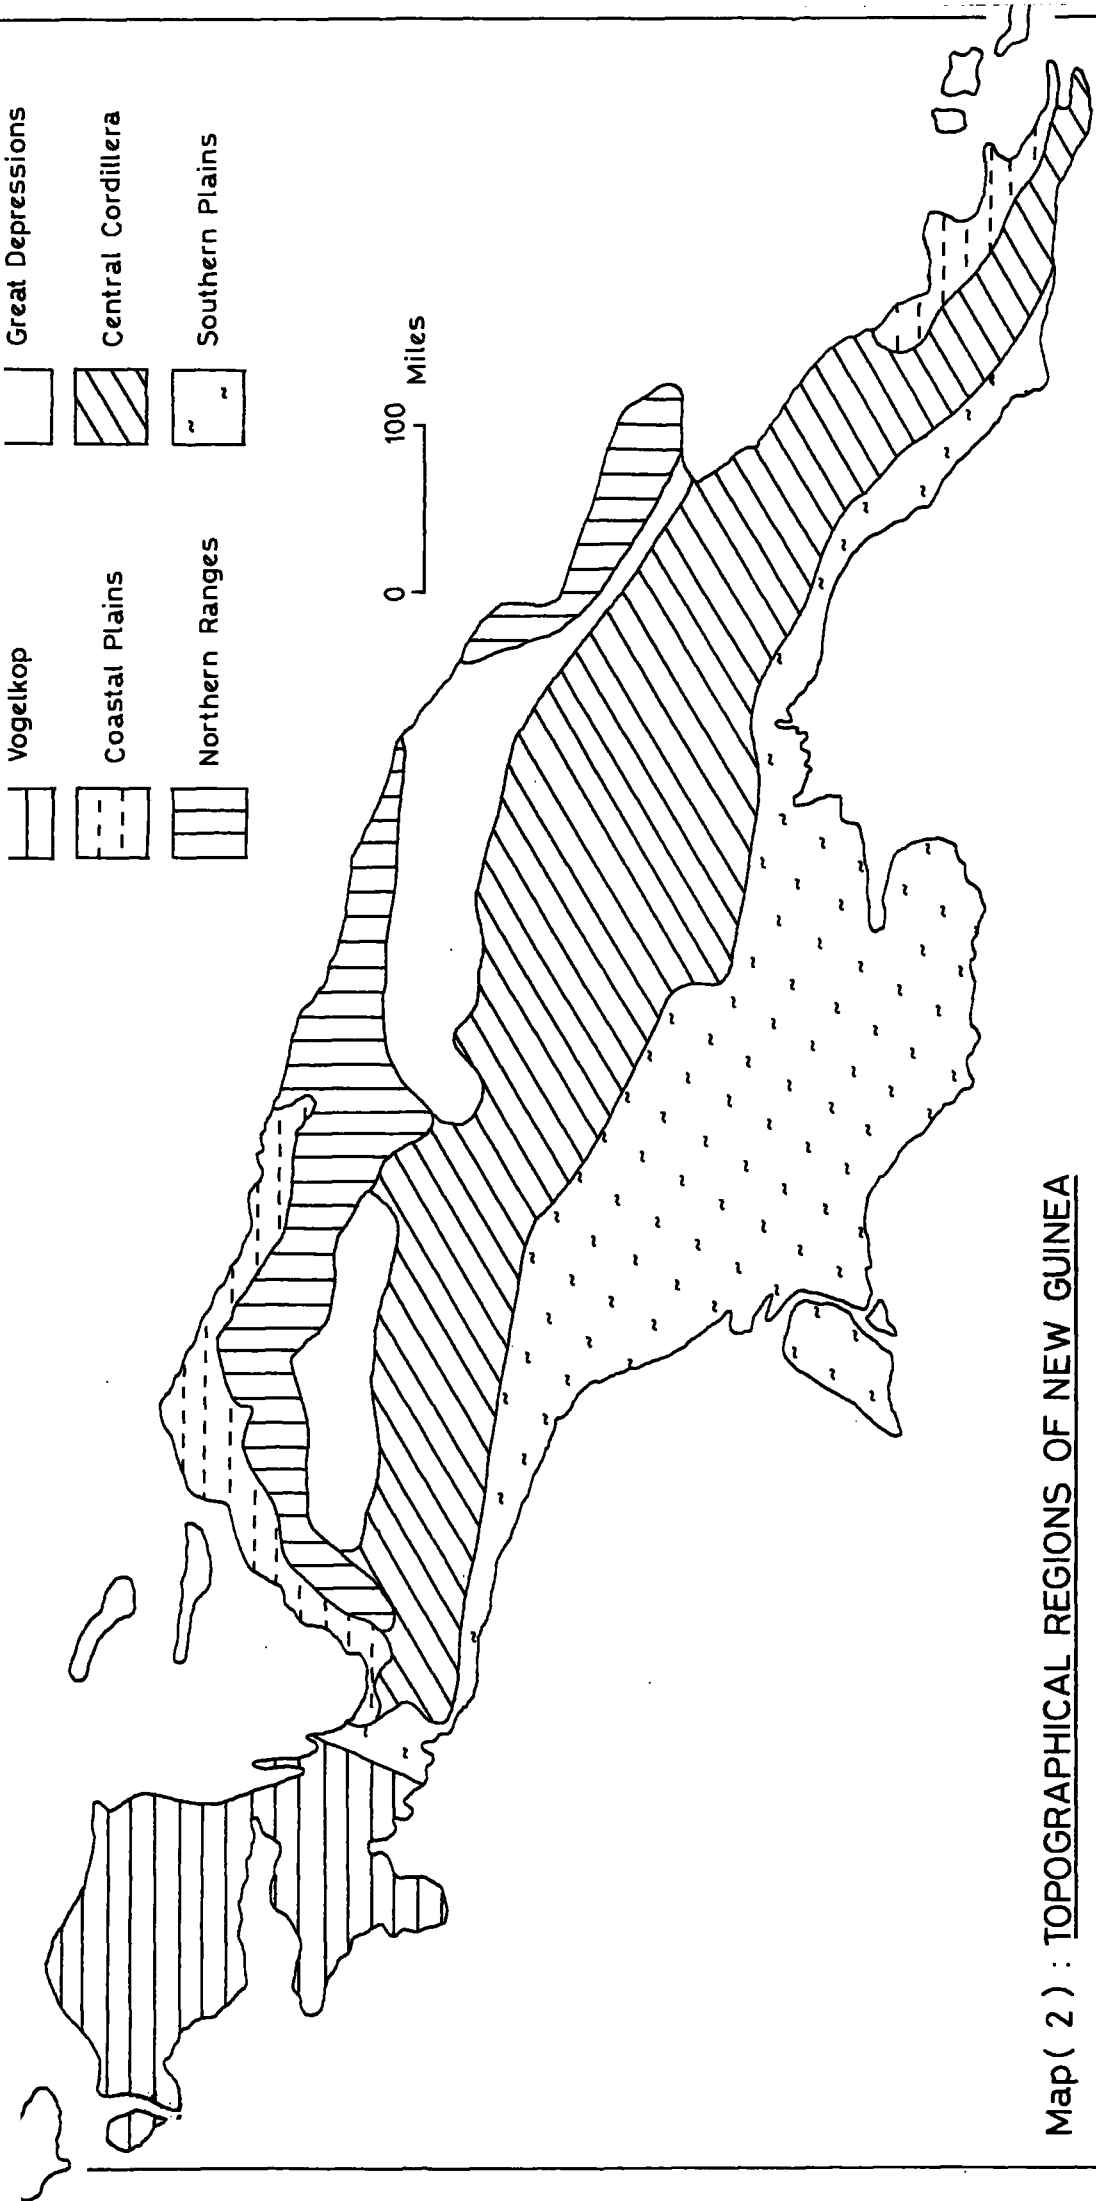 Vogelkop
Coastal Plains
Northern Ranges
Great Depressions
Central Cordillera
Southern Plains
0 100
Miles
Map( 2 ) : TOPOGRAPHICAL REGIONS OF NEW GUINEA